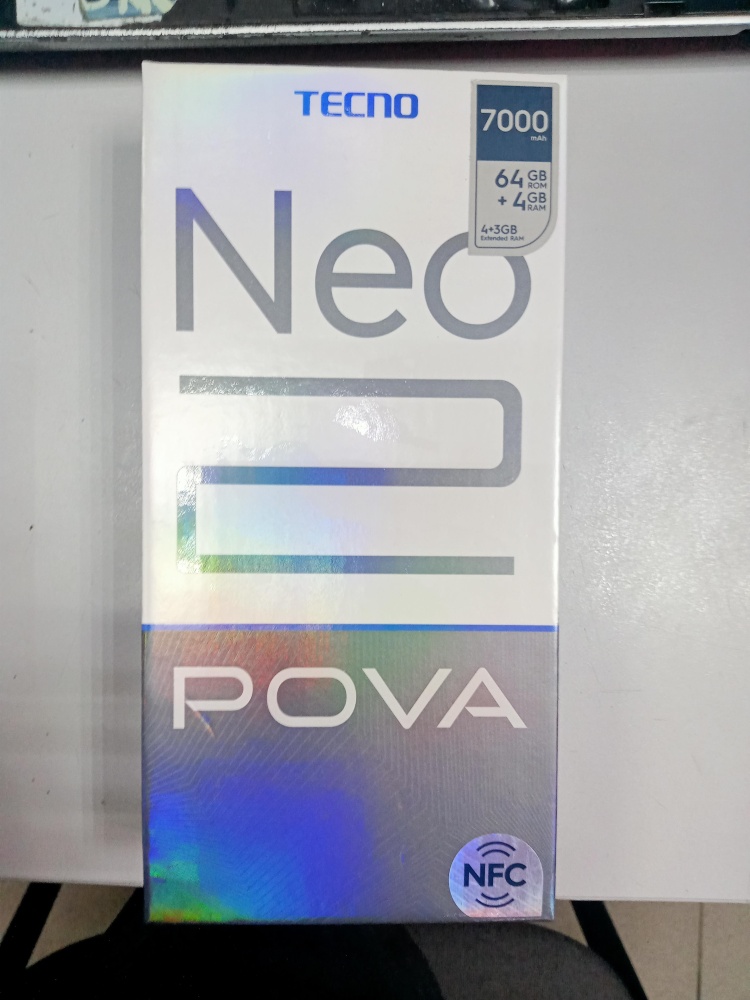 TECNO
7000
mAh
64 GB ROM
+ 4 GB RAM
4+3GB
Extended RAM
Neo
2
POVA
NFC